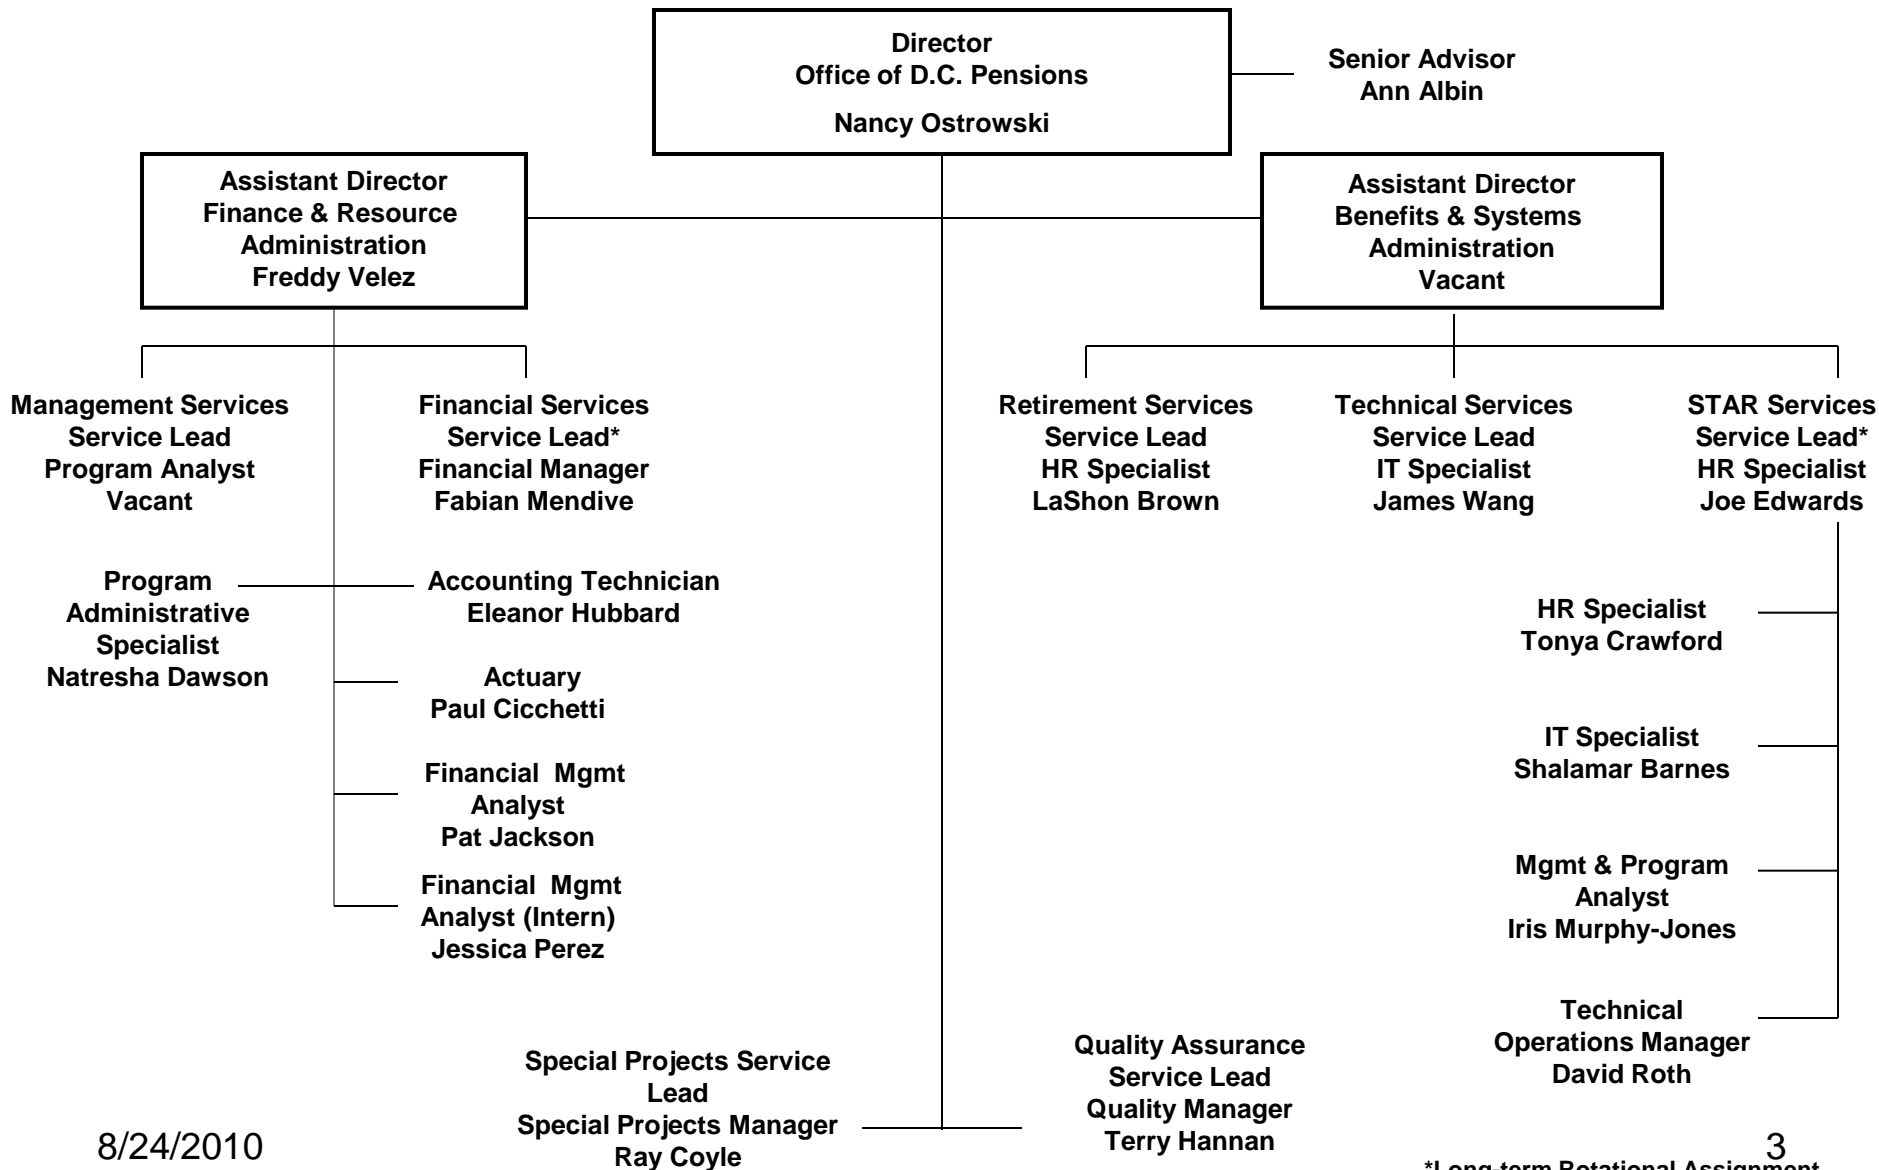 Director
Office of D.C. Pensions
Nancy Ostrowski
Senior Advisor
Ann Albin
Assistant Director
Finance & Resource
Administration
Freddy Velez
Assistant Director
Benefits & Systems
Administration
Vacant
Management Services
Service Lead
Program Analyst
Vacant
Financial Services
Service Lead*
Financial Manager
Fabian Mendive
Retirement Services
Service Lead
HR Specialist
LaShon Brown
Technical Services
Service Lead
IT Specialist
James Wang
STAR Services
Service Lead*
HR Specialist
Joe Edwards
Program
Administrative
Specialist
Natresha Dawson
Accounting Technician
Eleanor Hubbard
Actuary
Paul Cicchetti
Financial Mgmt
Analyst
Pat Jackson
Financial Mgmt
Analyst (Intern)
Jessica Perez
HR Specialist
Tonya Crawford
IT Specialist
Shalamar Barnes
Mgmt & Program
Analyst
Iris Murphy-Jones
Technical
Operations Manager
David Roth
Special Projects Service
Lead
Special Projects Manager
Ray Coyle
Quality Assurance
Service Lead
Quality Manager
Terry Hannan
8/24/2010
3
*Long-term Rotational Assignment